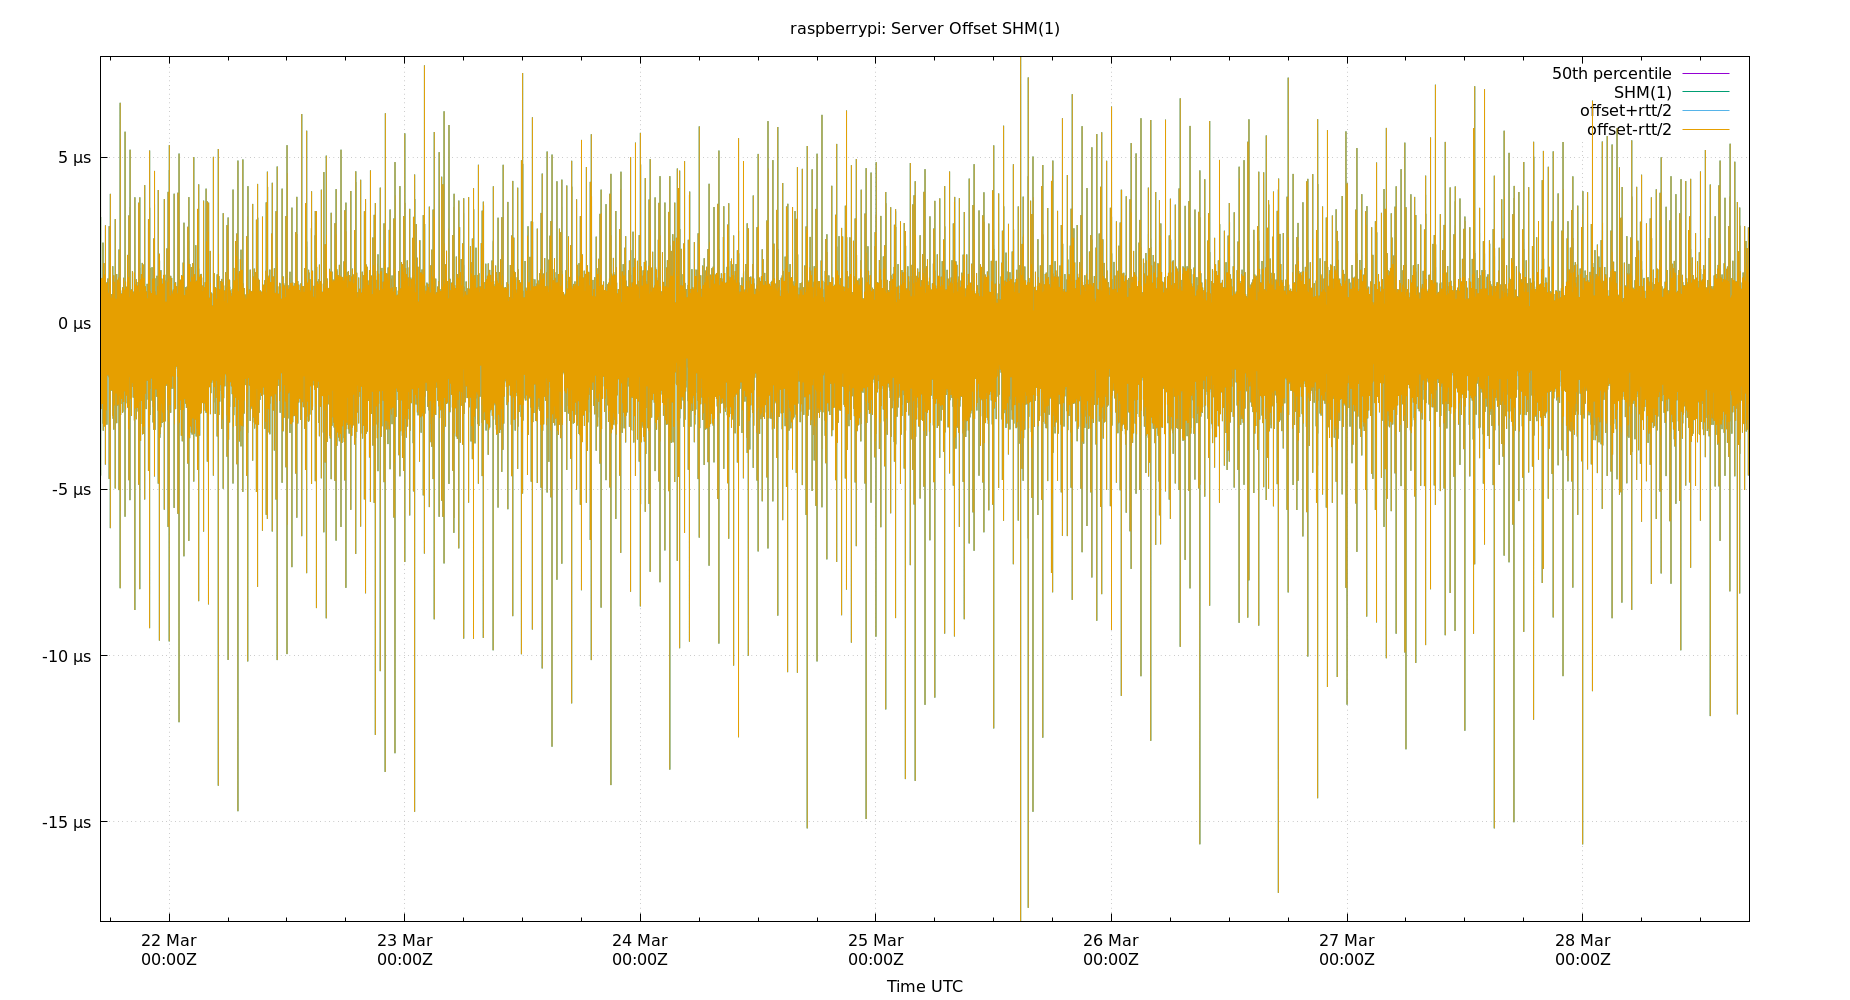 raspberrypi: Server Offset SHM(1)
50th percentile
SHM(1)
offset+rtt/2
offset-rtt/2
5 µs
0 µs
-5 µs
-10 µs
-15 µs
22 Mar 23 Mar 24 Mar 25 Mar 26 Mar 27 Mar 28 Mar
00:00Z 00:00Z 00:00Z 00:00Z 00:00Z 00:00Z 00:00Z
Time UTC